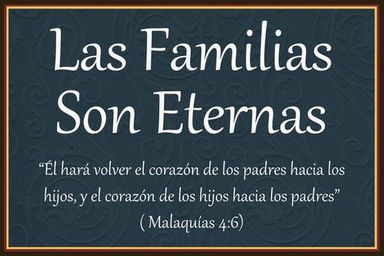 Las Familias
Son Eternas
“Él hará volver el corazón de los padres hacia los
hijos, y el corazón de los hijos hacia los padres”
( Malaquías 4:6)